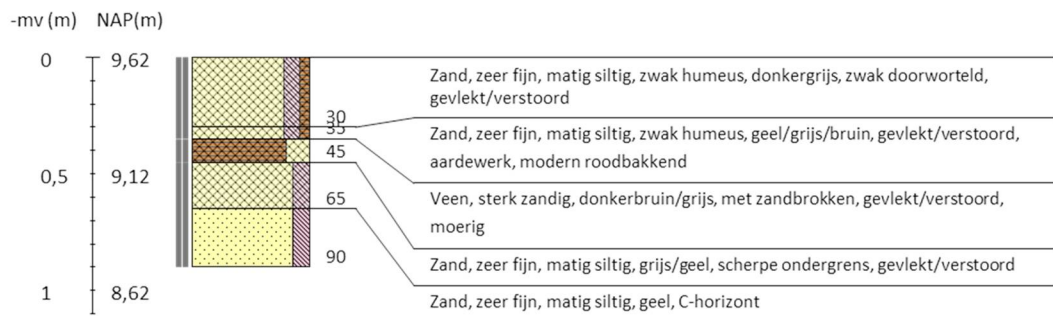 -mv (m) NAP(m)
0 9,62
Zand, zeer fijn, matig siltig, zwak humeus, donkergrijs, zwak doorworteld,
gevlekt/verstoord
30
35
Zand, zeer fijn, matig siltig, zwak humeus, geel/grijs/bruin, gevlekt/verstoord,
aardewerk, modern roodbakkend
45
0,5 9,12
65
Veen, sterk zandig, donkerbruin/grijs, met zandbrokken, gevlekt/verstoord,
moerig
90
Zand, zeer fijn, matig siltig, grijs/geel, scherpe ondergrens, gevlekt/verstoord
1 8,62
Zand, zeer fijn, matig siltig, geel, C-horizont